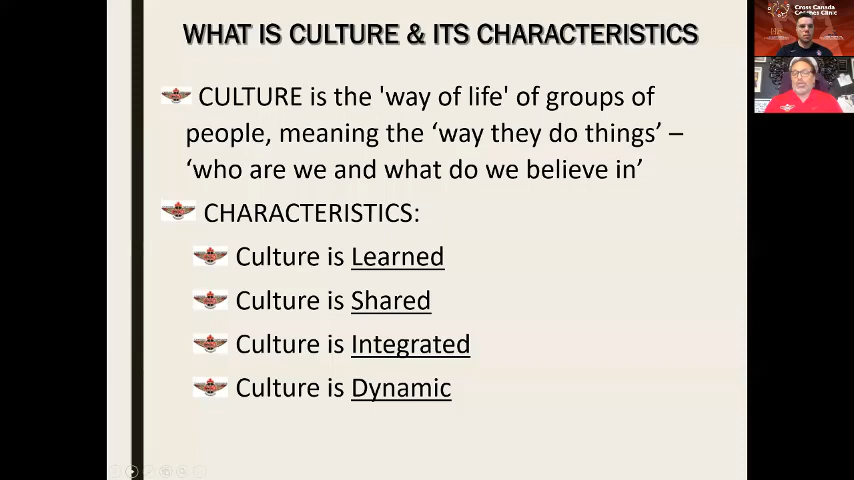 WHAT IS CULTURE & ITS CHARACTERISTICS
CULTURE is the 'way of life' of groups of
people, meaning the ‘way they do things’ –
‘who are we and what do we believe in’
CHARACTERISTICS:
Culture is Learned
Culture is Shared
Culture is Integrated
Culture is Dynamic
Cross Canada
Coaches Clinic